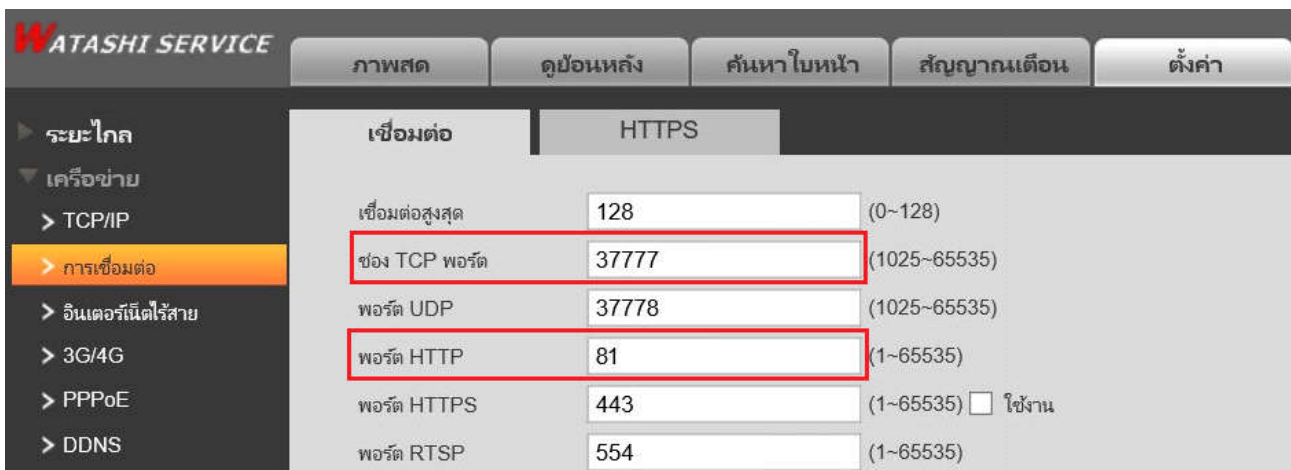 WATASHI SERVICE
ภาพสด ดูย้อนหลัง ค้นหาใบหน้า สัญญาณเตือน ตั้งค่า
ระยะไกล
เครือข่าย
> TCP/IP
> การเชื่อมต่อ
> อินเตอร์เน็ตไร้สาย
> 3G/4G
> PPPoE
> DDNS
เชื่อมต่อ HTTPS
เชื่อมต่อสูงสุด 128 (0~128)
ช่อง TCP พอร์ต 37777 (1025~65535)
พอร์ต UDP 37778 (1025~65535)
พอร์ต HTTP 81 (1~65535)
พอร์ต HTTPS 443 (1~65535) ใช้งาน
พอร์ต RTSP 554 (1~65535)